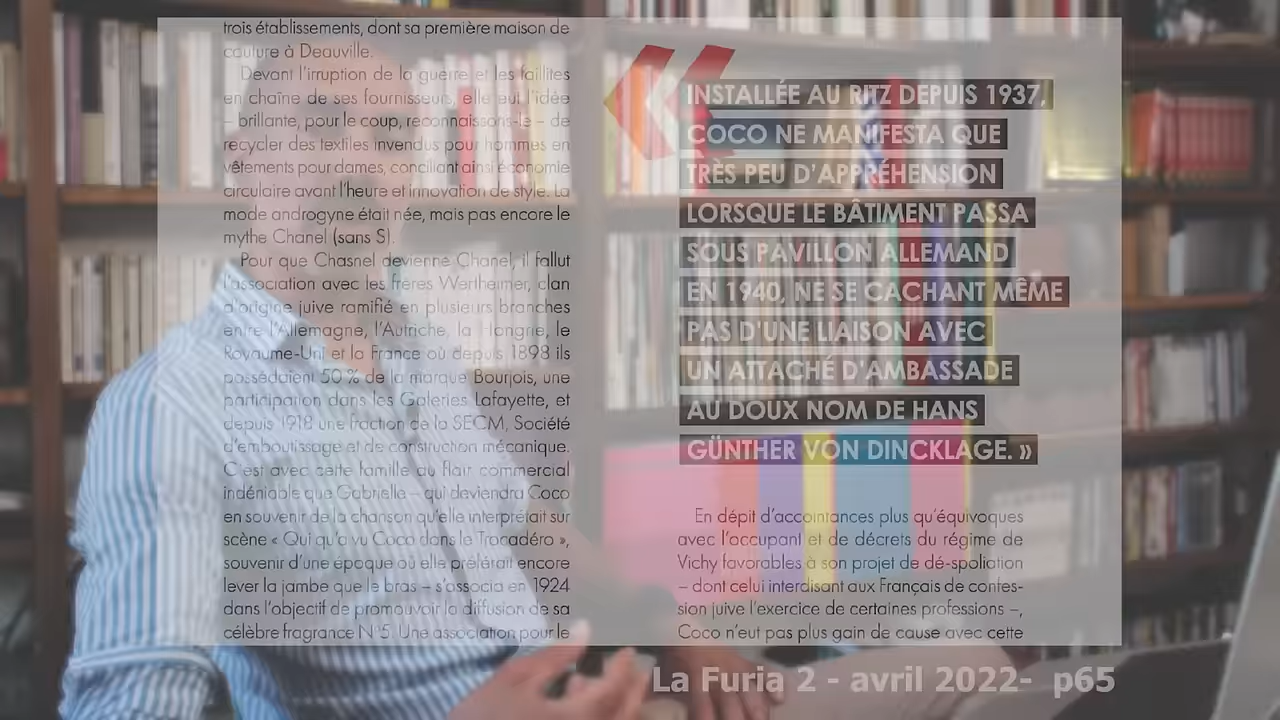 trois établissements, dont sa première maison de
couture à Deauville.
Devant l'irruption de la guerre et les faillites
en chaîne de ses fournisseurs, elle eut l'idée
– brillante, pour le coup, reconnaissons-le – de
recycler des textiles invendus pour hommes en
vêtements pour dames, conciliant ainsi économie
circulaire avant l'heure et innovation de style. La
mode androgyne était née, mais pas encore le
mythe Chanel (sans S).
Pour que Chasnel devienne Chanel, il fallut
l'association avec les frères Wertheimer, clan
d'origine juive ramifié en plusieurs branches
entre l'Allemagne, l'Autriche, la Hongrie, le
Royaume-Uni et la France où depuis 1898 ils
possédaient 50 % de la marque Bourjois, une
participation dans les Galeries Lafayette, et
depuis 1918 une fraction de la SECM, Société
d'emboutissage et de construction mécanique.
C'est avec cette famille au flair commercial
indéniable que Gabrielle – qui deviendra Coco
en souvenir de la chanson qu'elle interprétait sur
scène « Qui qu'a vu Coco dans le Trocadéro »,
souvenir d'une époque où elle préférait encore
lever la jambe que le bras – s'associa en 1924
dans l'objectif de promouvoir la diffusion de sa
célèbre fragrance N°5. Une association pour le
«
INSTALLÉE AU RITZ DEPUIS 1937,
COCO NE MANIFESTA QUE
TRÈS PEU D'APPRÉHENSION
LORSQUE LE BÂTIMENT PASSA
SOUS PAVILLON ALLEMAND
EN 1940, NE SE CACHANT MÊME
PAS D'UNE LIAISON AVEC
UN ATTACHÉ D'AMBASSADE
AU DOUX NOM DE HANS
GÜNTHER VON DINCKLAGE. »
En dépit d'accointances plus qu'équivoques
avec l'occupant et de décrets du régime de
Vichy favorables à son projet de dé-spoliation
– dont celui interdisant aux Français de confes-
sion juive l'exercice de certaines professions –,
Coco n'eut pas plus gain de cause avec cette
La Furia 2 - avril 2022- p65